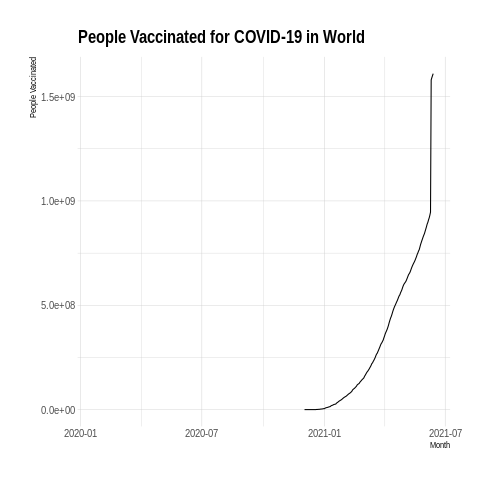 People Vaccinated for COVID-19 in World
People Vaccinated
1.5e+09
1.0e+09
5.0e+08
0.0e+00
2020-01 2020-07 2021-01 2021-07
Month